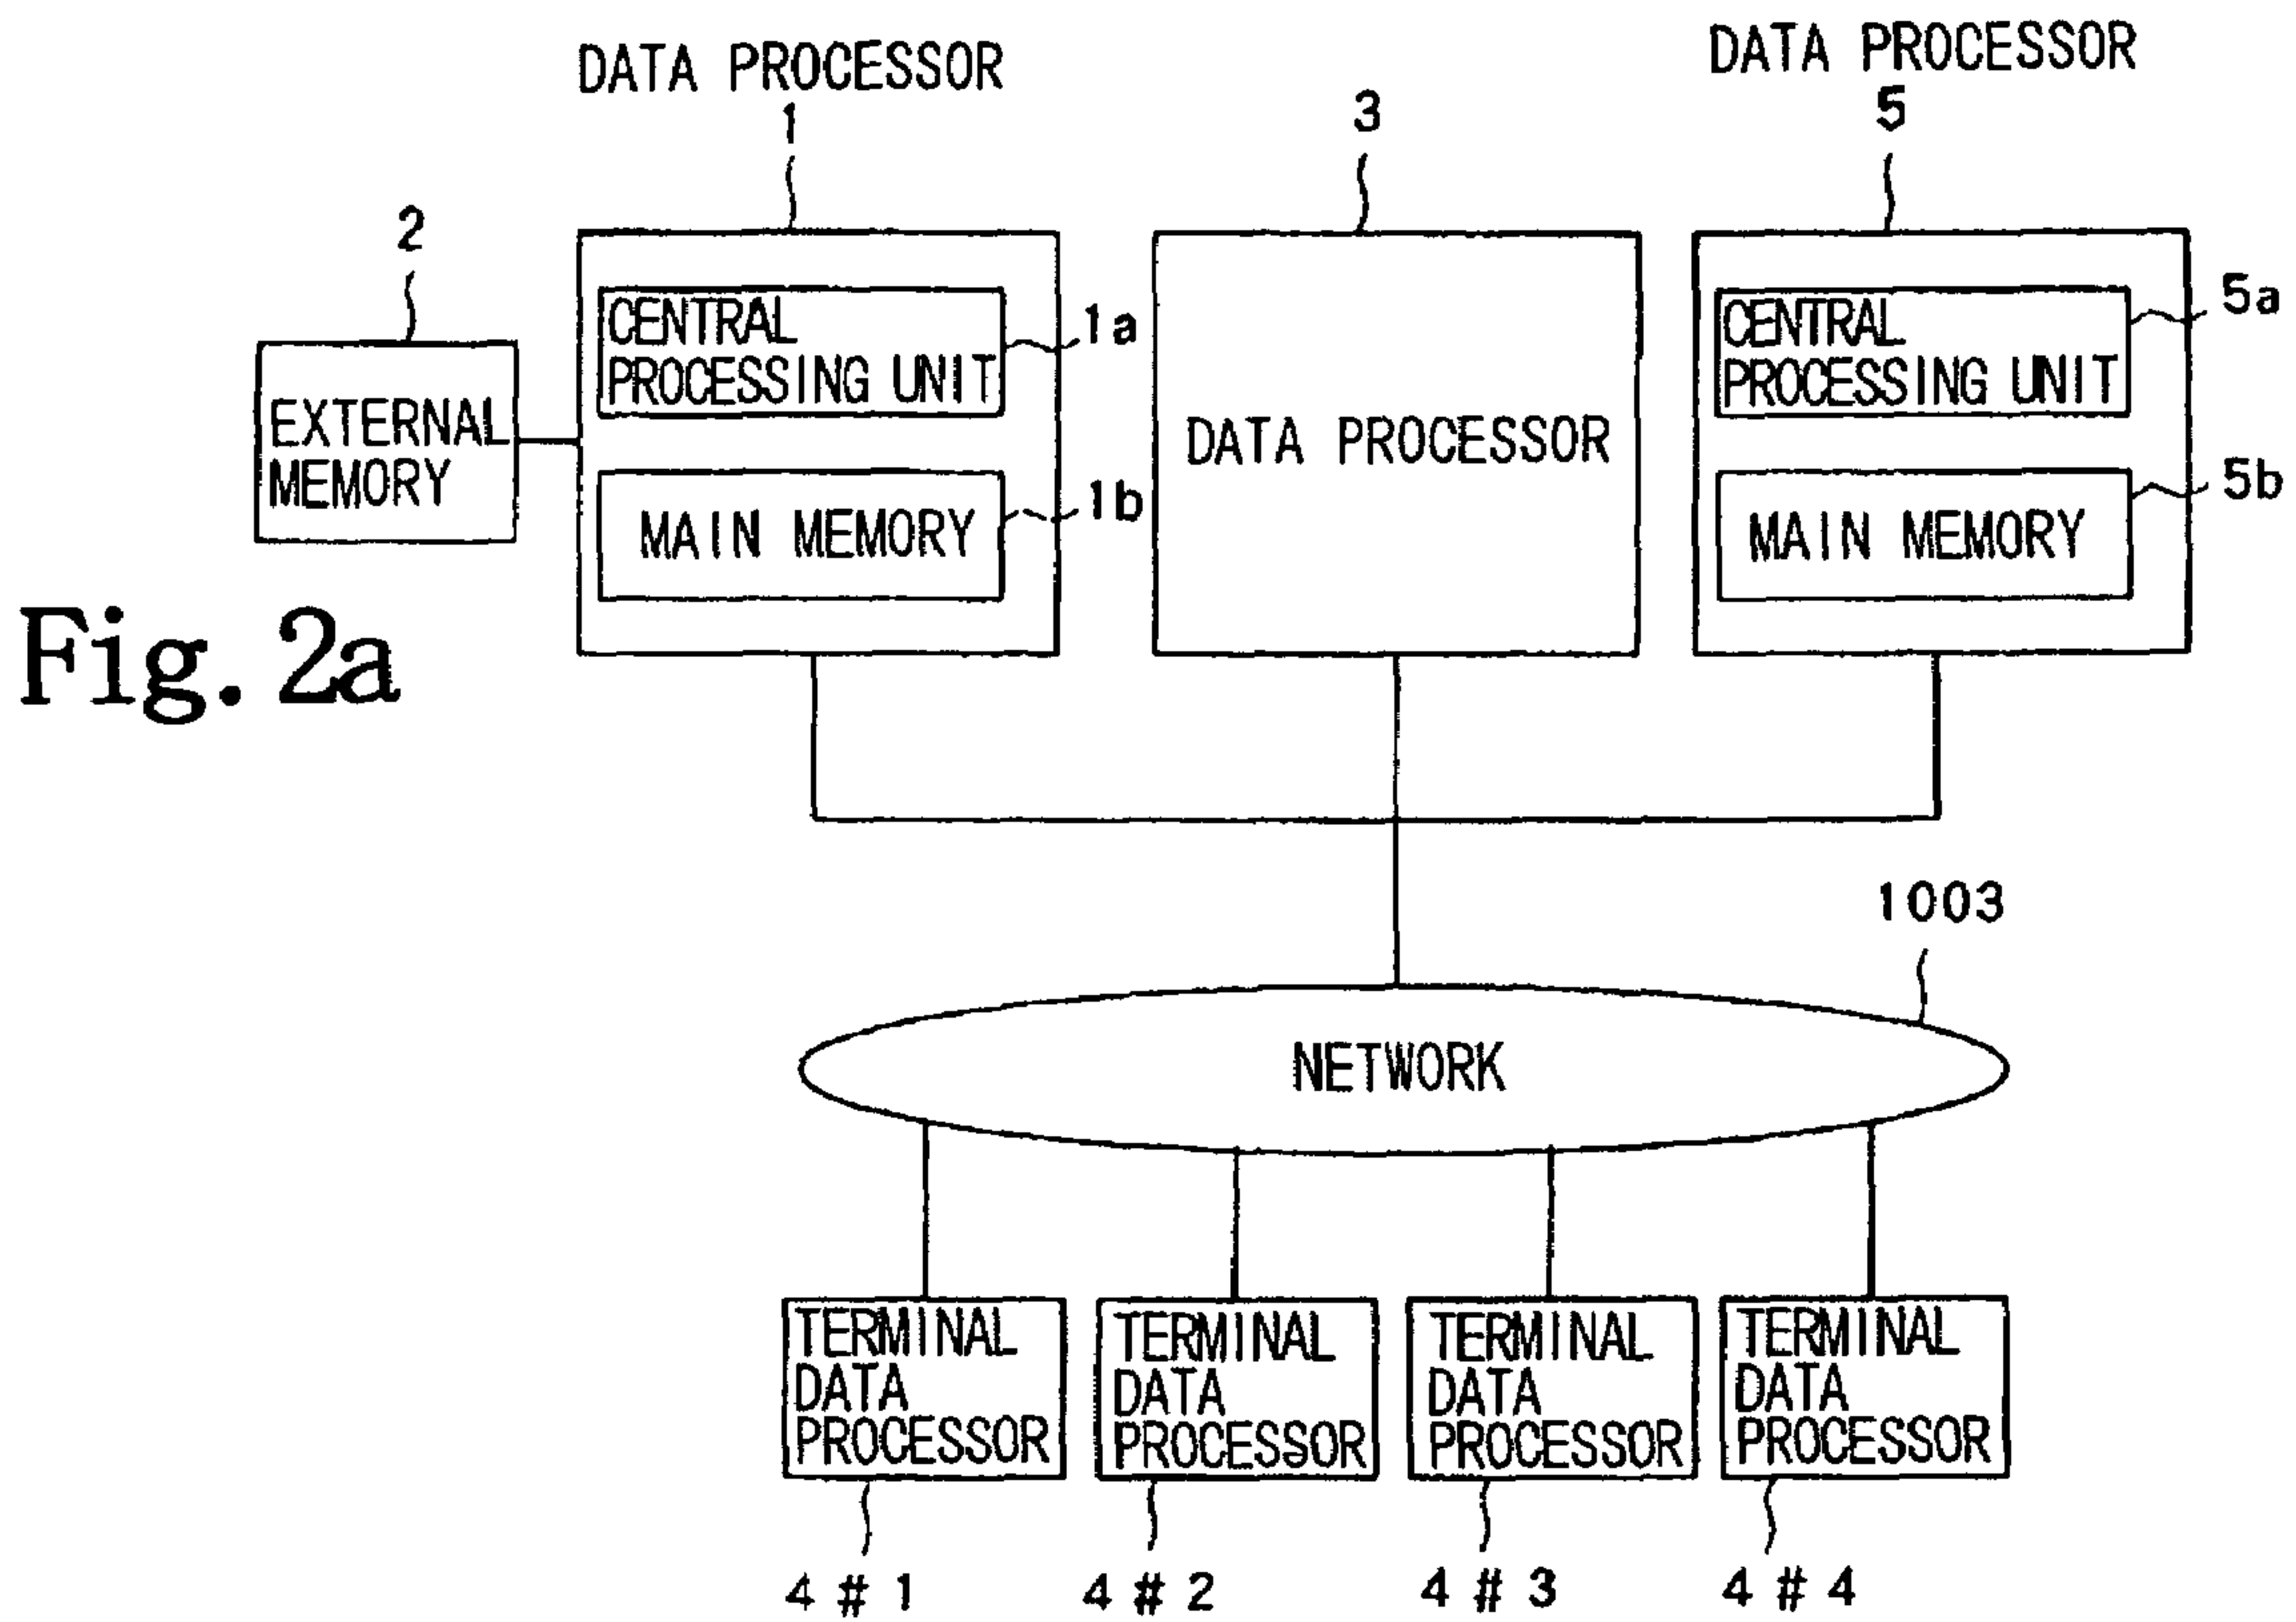 DATA PROCESSOR
1
3
DATA PROCESSOR
5
2
EXTERNAL
MEMORY
CENTRAL
PROCESSING UNIT
1a
MAIN MEMORY
1b
DATA PROCESSOR
CENTRAL
PROCESSING UNIT
5a
MAIN MEMORY
5b
Fig. 2a
1003
NETWORK
TERMINAL
DATA
PROCESSOR
TERMINAL
DATA
PROCESSOR
TERMINAL
DATA
PROCESSOR
TERMINAL
DATA
PROCESSOR
4 # 1
4 # 2
4 # 3
4 # 4